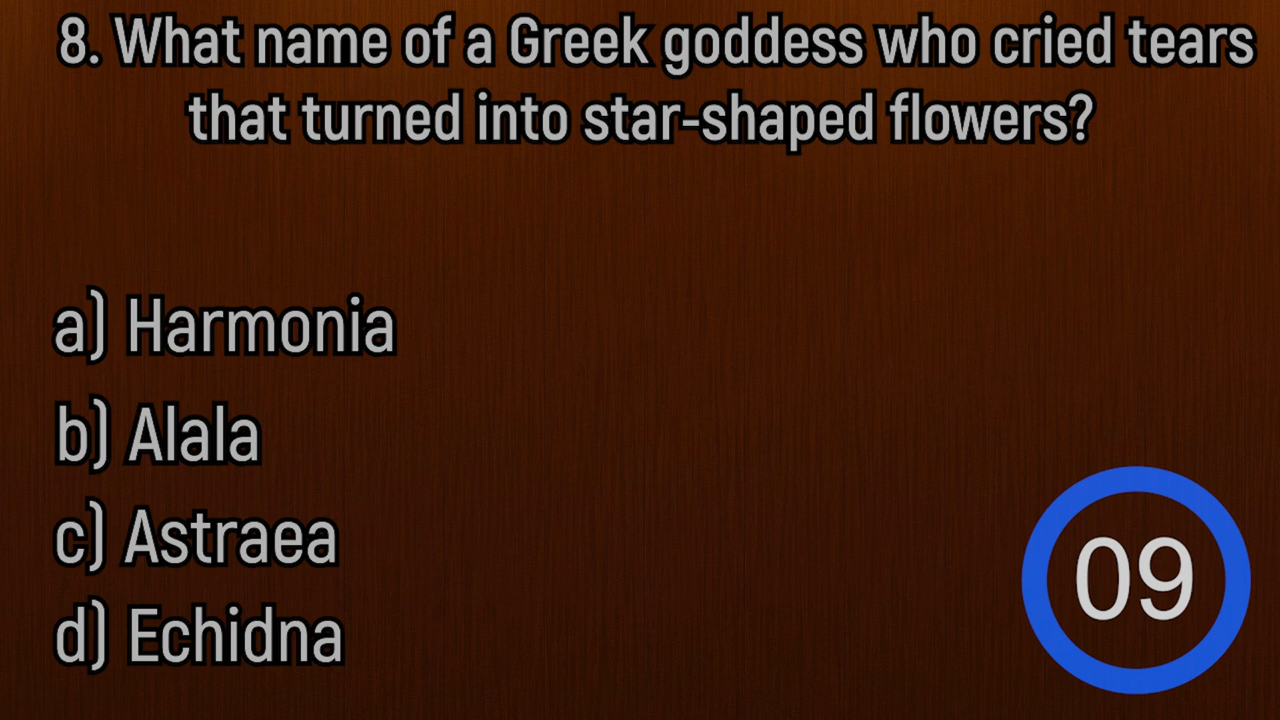 8. What name of a Greek goddess who cried tears
that turned into star-shaped flowers?
a) Harmonia
b) Alala
c) Astraea
d) Echidna
09